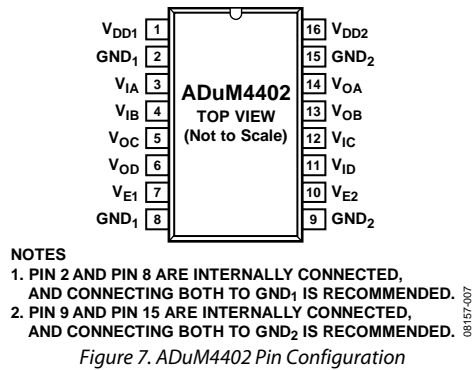 VDD1 1 16 VDD2
GND1 2 15 GND2
VIA 3 14 VOA
VIB 4 13 VOB
VOC 5 12 VIC
VOD 6 11 VID
VE1 7 10 VE2
GND1 8 9 GND2
ADuM4402
TOP VIEW
(Not to Scale)
NOTES
1. PIN 2 AND PIN 8 ARE INTERNALLY CONNECTED,
AND CONNECTING BOTH TO GND1 IS RECOMMENDED.
2. PIN 9 AND PIN 15 ARE INTERNALLY CONNECTED,
AND CONNECTING BOTH TO GND2 IS RECOMMENDED.
08157-007
Figure 7. ADuM4402 Pin Configuration